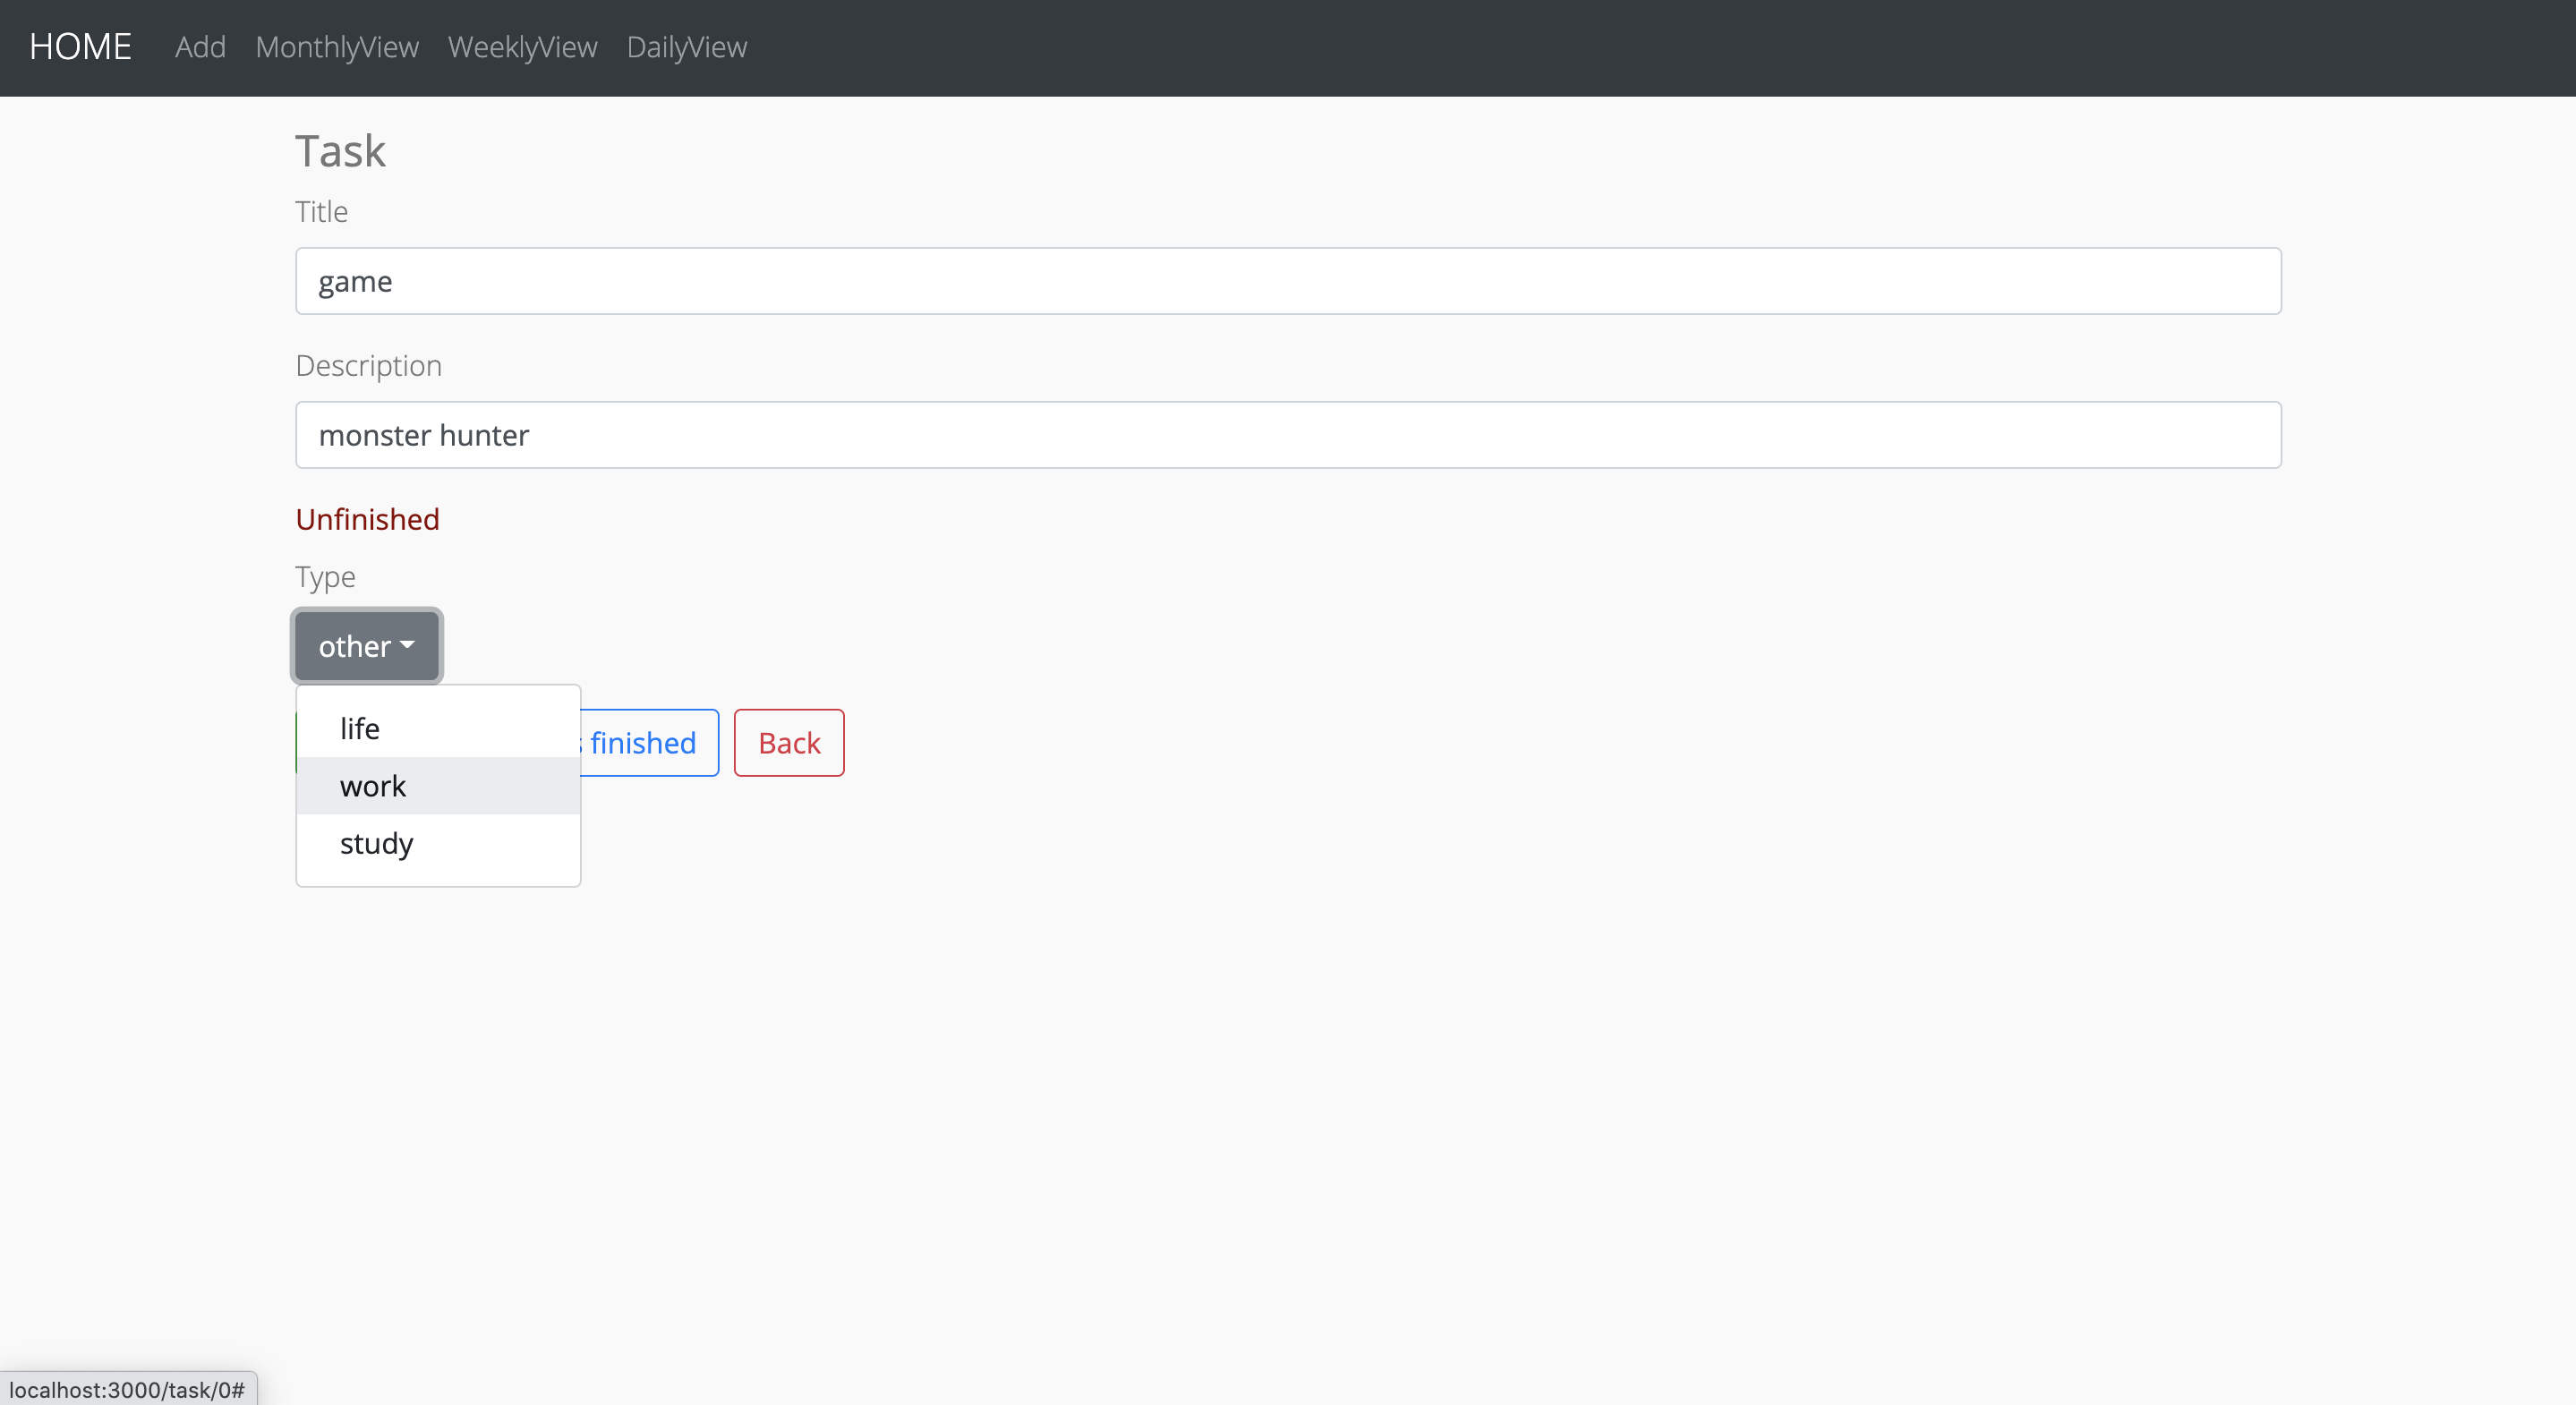 HOME Add MonthlyView WeeklyView DailyView
Task
Title
game
Description
monster hunter
Unfinished
Type
other
life
finished Back
work
study
localhost:3000/task/0#